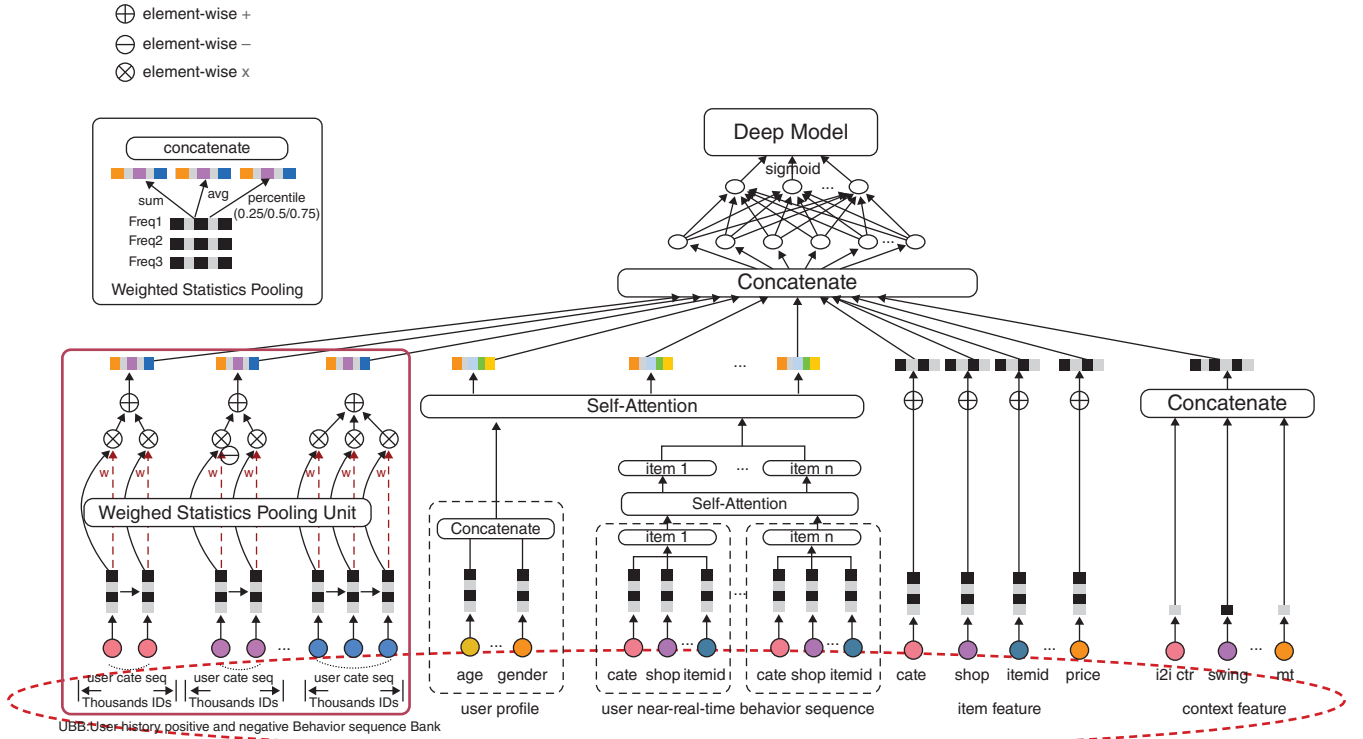 element-wise +
element-wise −
element-wise x
concatenate
sum
avg
percentile
(0.25/0.5/0.75)
Freq1
Freq2
Freq3
Weighted Statistics Pooling
Deep Model
sigmoid
...
...
Concatenate
...
Self-Attention
Concatenate
item 1 ... item n
w w w
Self-Attention
Weighed Statistics Pooling Unit
Concatenate
item 1
item n
...
... ... ... ... ... ... ...
user cate seq
user cate seq
user cate seq
age gender
cate shop itemid
cate shop itemid
cate shop itemid price
i2i ctr swing mt
Thousands IDs
Thousands IDs
Thousands IDs
user profile
user near-real-time behavior sequence
item feature
context feature
UBB:User history positive and negative Behavior sequence Bank